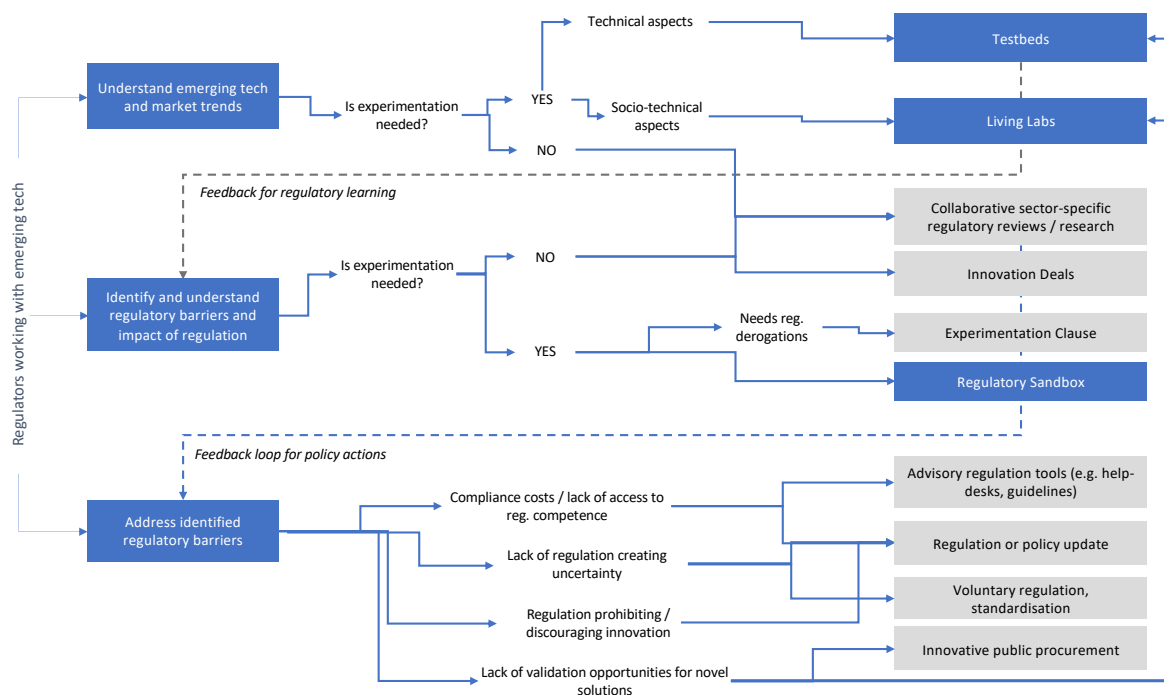 Regulators working with emerging tech
Understand emerging tech
and market trends
Is experimentation
needed?
YES
NO
Technical aspects
Socio-technical
aspects
Testbeds
Living Labs
Feedback for regulatory learning
Identify and understand
regulatory barriers and
impact of regulation
Is experimentation
needed?
NO
YES
Needs reg.
derogations
Collaborative sector-specific
regulatory reviews / research
Innovation Deals
Experimentation Clause
Regulatory Sandbox
Feedback loop for policy actions
Address identified
regulatory barriers
Compliance costs / lack of access to
reg. competence
Lack of regulation creating
uncertainty
Regulation prohibiting /
discouraging innovation
Lack of validation opportunities for novel
solutions
Advisory regulation tools (e.g. help-
desks, guidelines)
Regulation or policy update
Voluntary regulation,
standardisation
Innovative public procurement